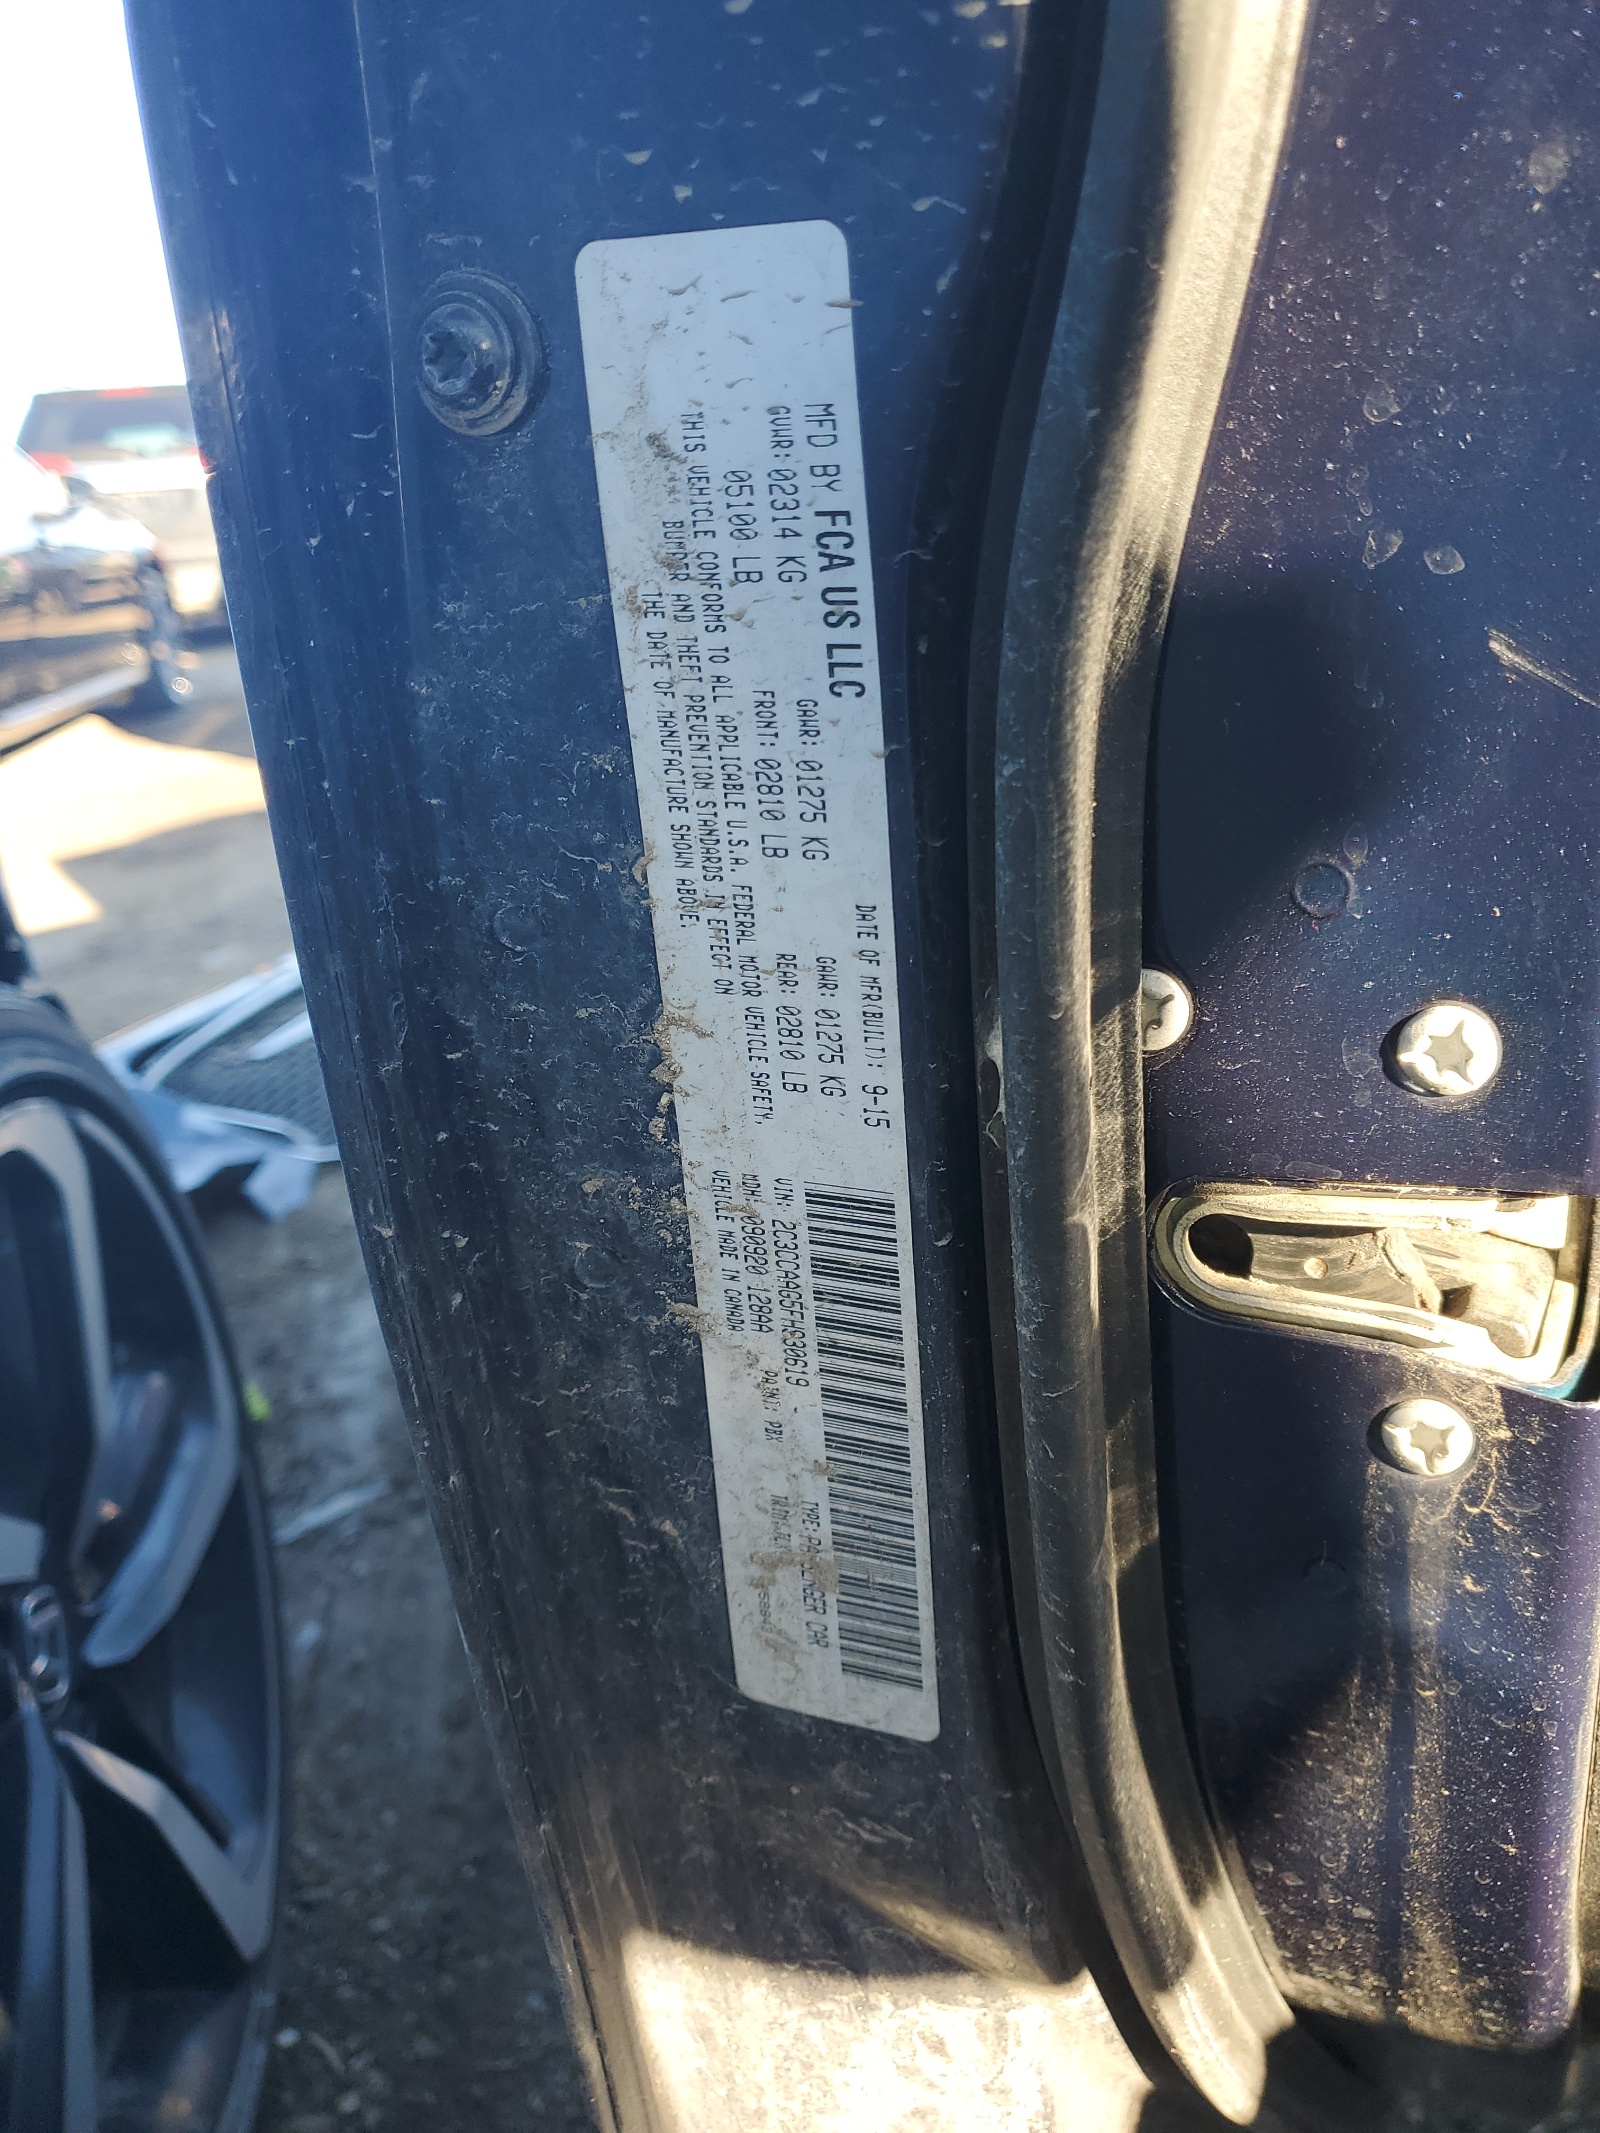 MFD BY FCA US LLC
DATE OF MFR(BUILT): 9-15
GVWR: 02314 KG
GAWR: 01275 KG
GAWR: 01275 KG
05100 LB
FRONT: 02810 LB
REAR: 02810 LB
THIS VEHICLE CONFORMS TO ALL APPLICABLE U.S.A. FEDERAL MOTOR VEHICLE SAFETY,
BUMPER AND THEFT PREVENTION STANDARDS IN EFFECT ON
THE DATE OF MANUFACTURE SHOWN ABOVE.
VIN: 2C3CCAAG5FH930619
TYPE: PASSENGER CAR
MDH: 090920 128AA
PAINT: PBX
TRIM:
VEHICLE MADE IN CANADA